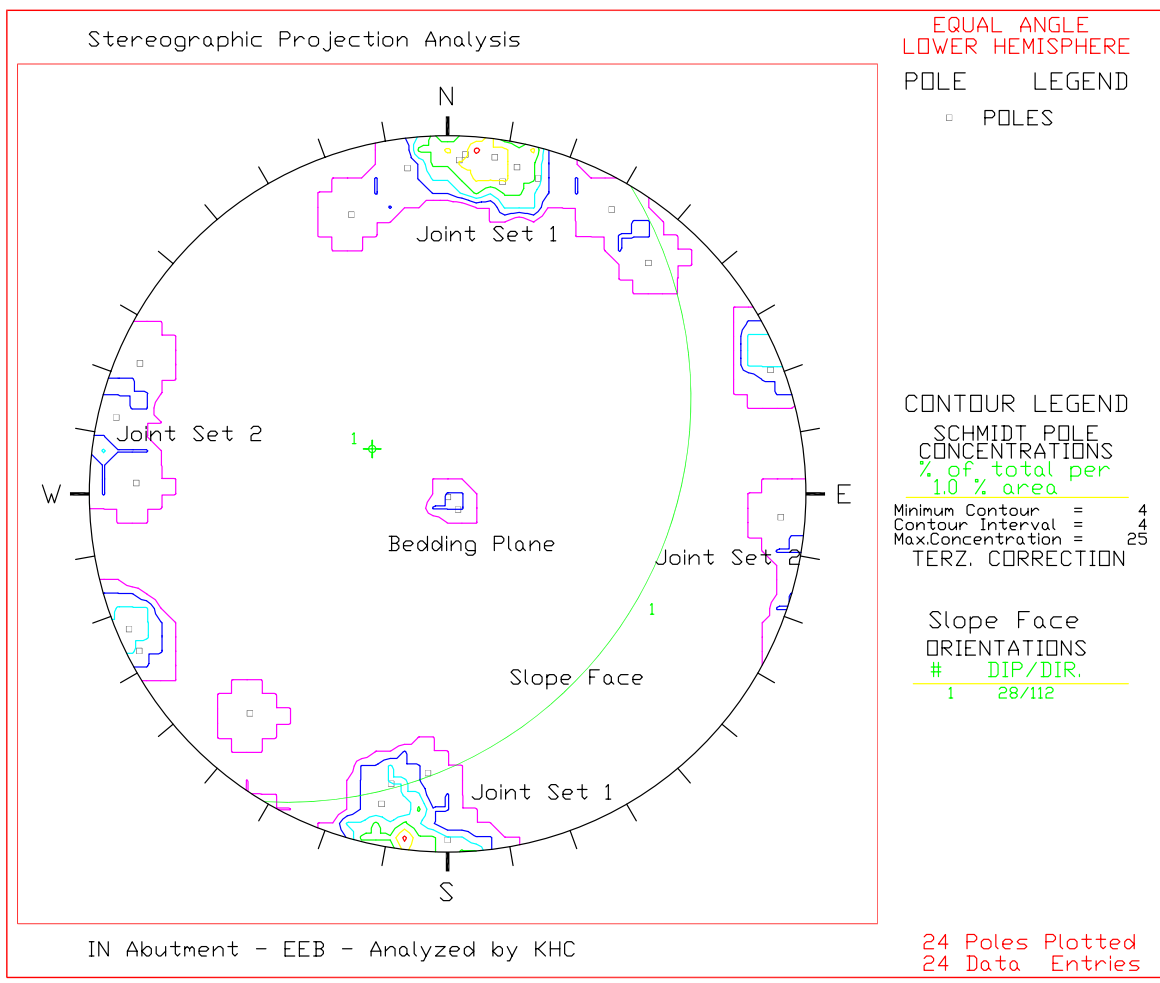 Stereographic Projection Analysis
EQUAL ANGLE
LOWER HEMISPHERE
POLE LEGEND
POLES
N
Joint Set 1
Joint Set 2
1
W
E
Bedding Plane
Joint Set 2
1
Slope Face
Joint Set 1
S
CONTOUR LEGEND
SCHMIDT POLE
CONCENTRATIONS
% of total per
1.0 % area
Minimum Contour = 4
Contour Interval = 4
Max.Concentration = 25
TERZ. CORRECTION
Slope Face
ORIENTATIONS
# DIP/DIR.
1 28/112
IN Abutment - EEB - Analyzed by KHC
24 Poles Plotted
24 Data Entries